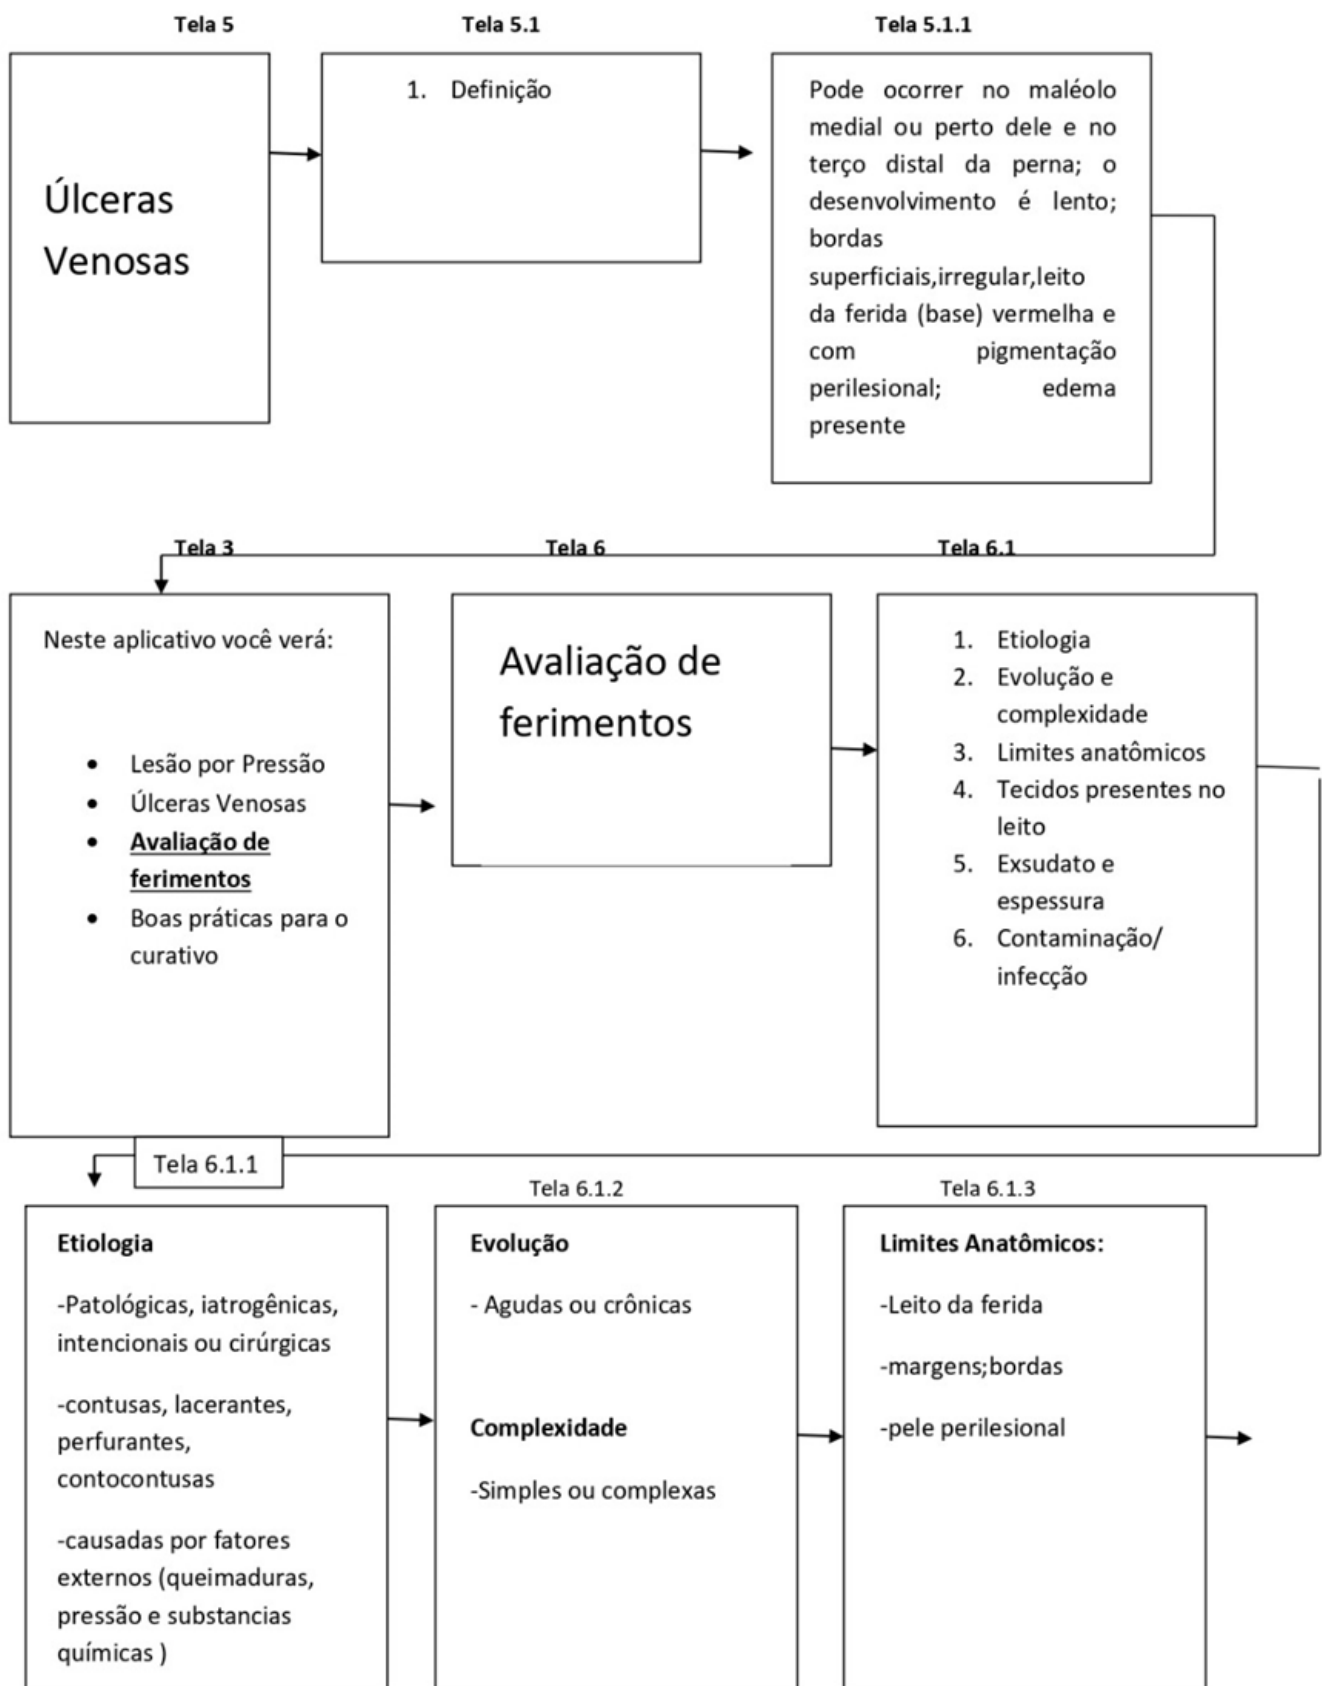 Tela 5
Tela 5.1
Tela 5.1.1
Úlceras
Venosas
1. Definição
Pode ocorrer no maléolo
medial ou perto dele e no
terço distal da perna; o
desenvolvimento é lento;
bordas
superficiais,irregular,leito
da ferida (base) vermelha e
com pigmentação
perilesional; edema
presente
Tela 3
Tela 6
Tela 6.1
Neste aplicativo você verá:
• Lesão por Pressão
• Úlceras Venosas
• Avaliação de
ferimentos
• Boas práticas para o
curativo
Avaliação de
ferimentos
1. Etiologia
2. Evolução e
complexidade
3. Limites anatômicos
4. Tecidos presentes no
leito
5. Exsudato e
espessura
6. Contaminação/
infecção
Tela 6.1.1
Tela 6.1.2
Tela 6.1.3
Etiologia
-Patológicas, iatrogênicas,
intencionais ou cirúrgicas
-contusas, lacerantes,
perfurantes,
contocontusas
-causadas por fatores
externos (queimaduras,
pressão e substancias
químicas )
Evolução
- Agudas ou crônicas
Complexidade
-Simples ou complexas
Limites Anatômicos:
-Leito da ferida
-margens;bordas
-pele perilesional